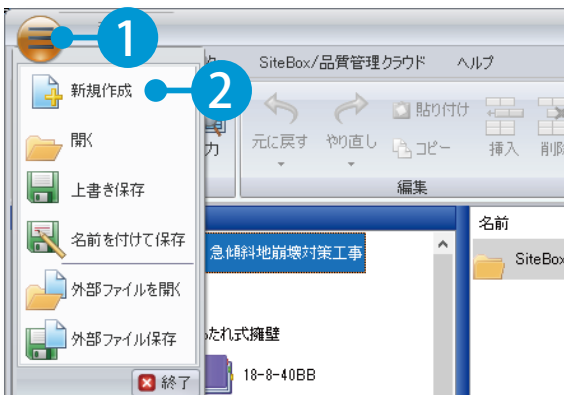 1
SiteBox/品質管理クラウド ヘルプ
新規作成
2
開く
上書き保存
名前を付けて保存
外部ファイルを開く
外部ファイル保存
終了
力
元に戻す
やり直し
貼り付け
コピー
挿入
削除
編集
急傾斜地崩壊対策工事
たれ式擁壁
18-8-40BB
名前
SiteBox